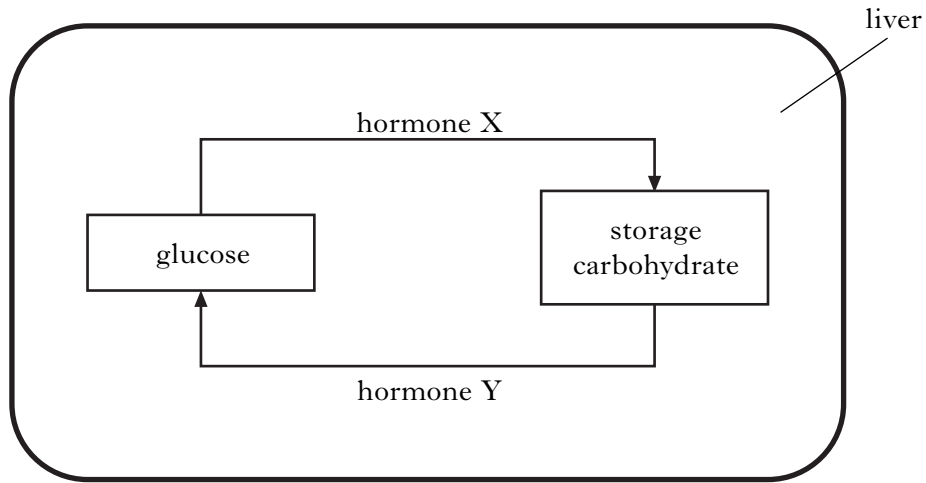 liver
hormone X
glucose
storage
carbohydrate
hormone Y